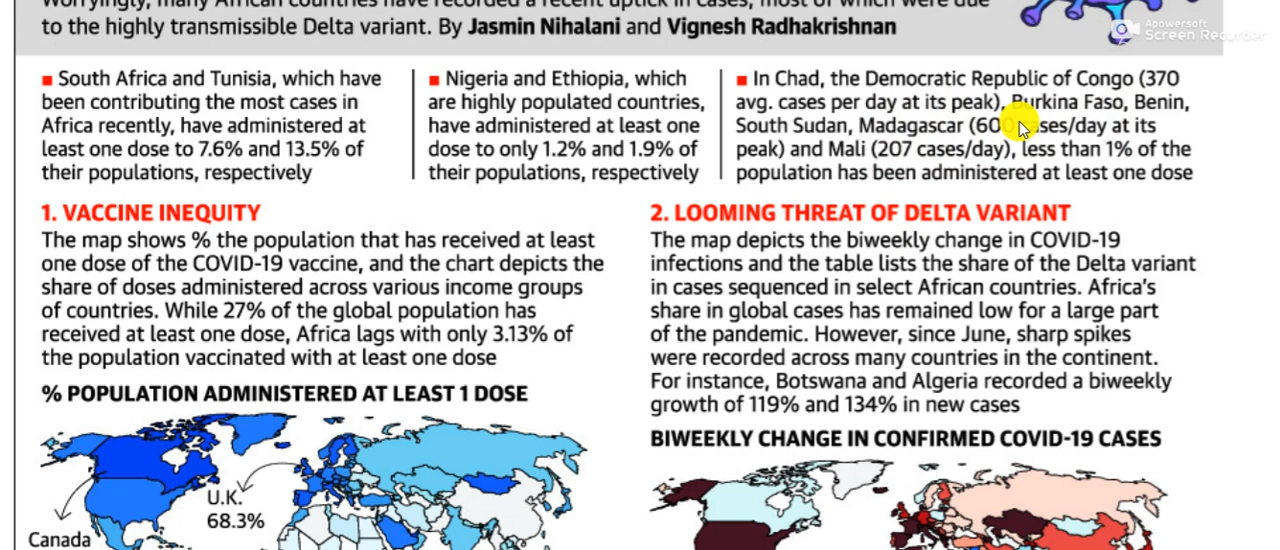 Worryingly, many African countries have recorded a recent uptick in cases, most of which were due
to the highly transmissible Delta variant. By Jasmin Nihalani and Vignesh Radhakrishnan
Apowersoft
Screen Recorder
■ South Africa and Tunisia, which have
been contributing the most cases in
Africa recently, have administered at
least one dose to 7.6% and 13.5% of
their populations, respectively
■ Nigeria and Ethiopia, which
are highly populated countries,
have administered at least one
dose to only 1.2% and 1.9% of
their populations, respectively
■ In Chad, the Democratic Republic of Congo (370
avg. cases per day at its peak), Burkina Faso, Benin,
South Sudan, Madagascar (600 cases/day at its
peak) and Mali (207 cases/day), less than 1% of the
population has been administered at least one dose
1. VACCINE INEQUITY
The map shows % the population that has received at least
one dose of the COVID-19 vaccine, and the chart depicts the
share of doses administered across various income groups
of countries. While 27% of the global population has
received at least one dose, Africa lags with only 3.13% of
the population vaccinated with at least one dose
% POPULATION ADMINISTERED AT LEAST 1 DOSE
U.K.
68.3%
Canada
2. LOOMING THREAT OF DELTA VARIANT
The map depicts the biweekly change in COVID-19
infections and the table lists the share of the Delta variant
in cases sequenced in select African countries. Africa's
share in global cases has remained low for a large part
of the pandemic. However, since June, sharp spikes
were recorded across many countries in the continent.
For instance, Botswana and Algeria recorded a biweekly
growth of 119% and 134% in new cases
BIWEEKLY CHANGE IN CONFIRMED COVID-19 CASES